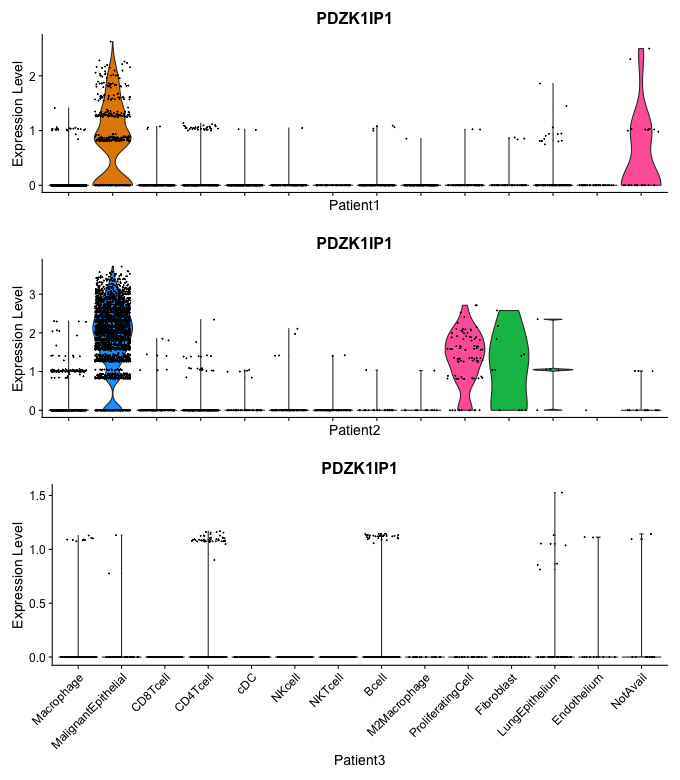 PDZK1IP1
Expression Level
2
1
0
Patient1
PDZK1IP1
Expression Level
3
2
1
0
Patient2
PDZK1IP1
Expression Level
1.5
1.0
0.5
0.0
Macrophage
MalignantEpithelial
CD8Tcell
CD4Tcell
cDC
NKcell
NKTcell
Bcell
M2Macrophage
ProliferatingCell
Fibroblast
LungEpithelium
Endothelium
NotAvail
Patient3